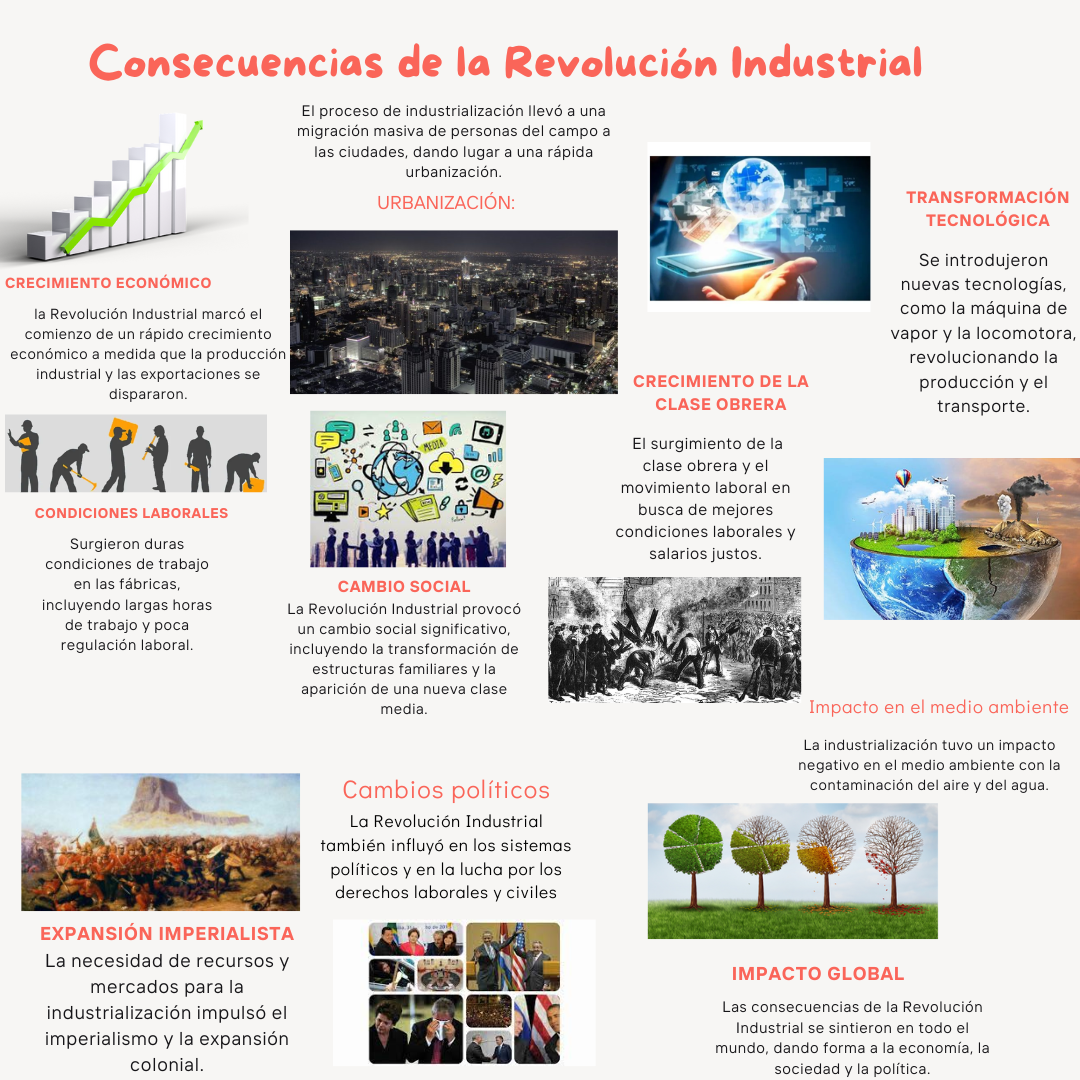 Consecuencias de la Revolución Industrial
El proceso de industrialización llevó a una
migración masiva de personas del campo a
las ciudades, dando lugar a una rápida
urbanización.
URBANIZACIÓN:
TRANSFORMACIÓN
TECNOLÓGICA
Se introdujeron
nuevas tecnologías,
como la máquina de
vapor y la locomotora,
revolucionando la
producción y el
transporte.
CRECIMIENTO ECONÓMICO
la Revolución Industrial marcó el
comienzo de un rápido crecimiento
económico a medida que la producción
industrial y las exportaciones se
dispararon.
CRECIMIENTO DE LA
CLASE OBRERA
El surgimiento de la
clase obrera y el
movimiento laboral en
busca de mejores
condiciones laborales y
salarios justos.
MEDIA
CONDICIONES LABORALES
Surgieron duras
condiciones de trabajo
en las fábricas,
incluyendo largas horas
de trabajo y poca
regulación laboral.
CAMBIO SOCIAL
La Revolución Industrial provocó
un cambio social significativo,
incluyendo la transformación de
estructuras familiares y la
aparición de una nueva clase
media.
Impacto en el medio ambiente
La industrialización tuvo un impacto
negativo en el medio ambiente con la
contaminación del aire y del agua.
Cambios políticos
La Revolución Industrial
también influyó en los sistemas
políticos y en la lucha por los
derechos laborales y civiles
EXPANSIÓN IMPERIALISTA
La necesidad de recursos y
mercados para la
industrialización impulsó el
imperialismo y la expansión
colonial.
IMPACTO GLOBAL
Las consecuencias de la Revolución
Industrial se sintieron en todo el
mundo, dando forma a la economía, la
sociedad y la política.